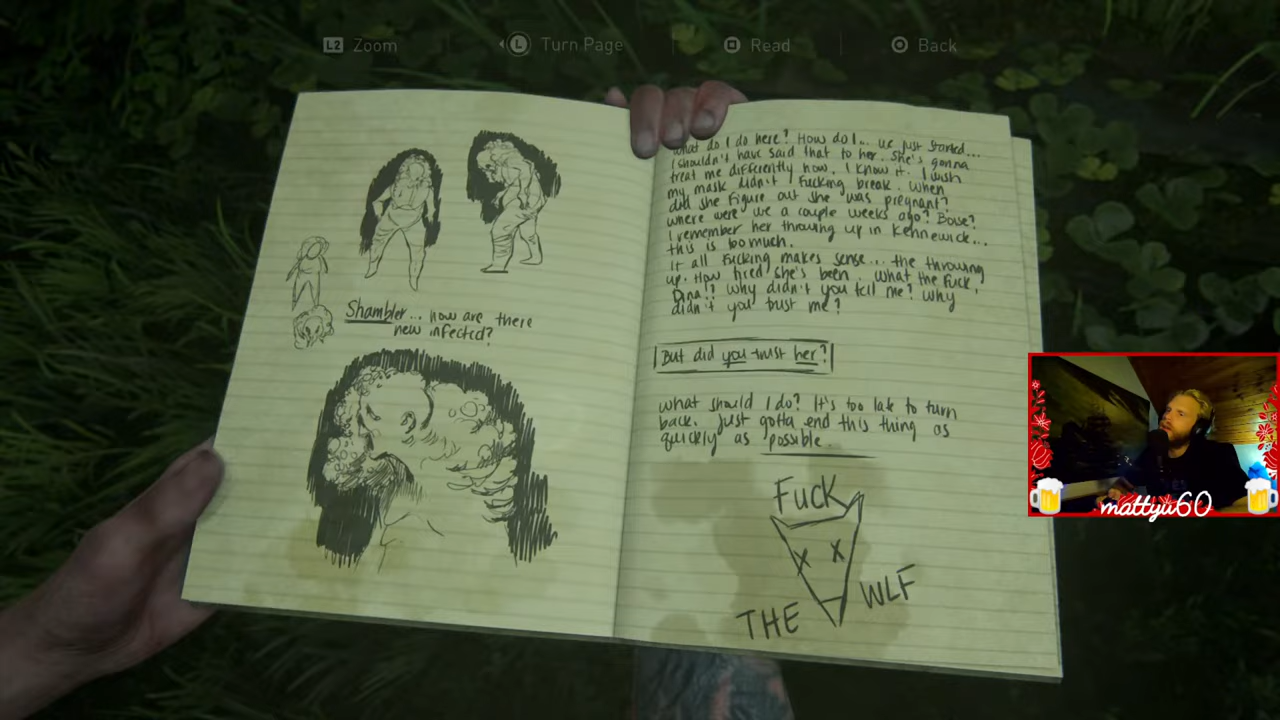 L2 Zoom
L Turn Page
Read
Back
Shambler... how are there
new infected?
What do I do here? How do I... we just started...
I shouldn't have said that to her. She's gonna
treat me differently now. I know it. I wish
my mask didn't fucking break. When
did she figure out she was pregnant?
where were we a couple weeks ago? Boise?
I remember her throwing up in Kennewick...
this is too much.
It all fucking makes sense... the throwing
up. How tired she's been. What the fuck,
Dina!? Why didn't you tell me? Why
didn't you trust me?
But did you trust her?
What should I do? It's too late to turn
back. Just gotta end this thing as
quickly as possible
Fuck
THE
WLF
mattyu60